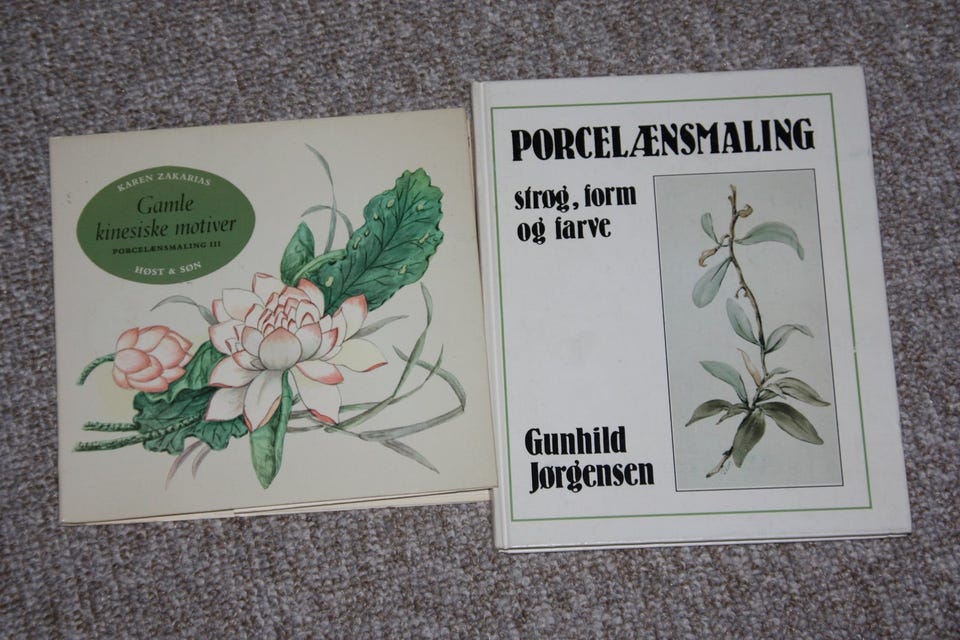 KAREN ZAKARIAS
Gamle
kinesiske motiver
PORCELÆNSMALING III
HØST & SØN
PORCELÆNSMALING
strøg, form
og farve
Gunhild
Jørgensen